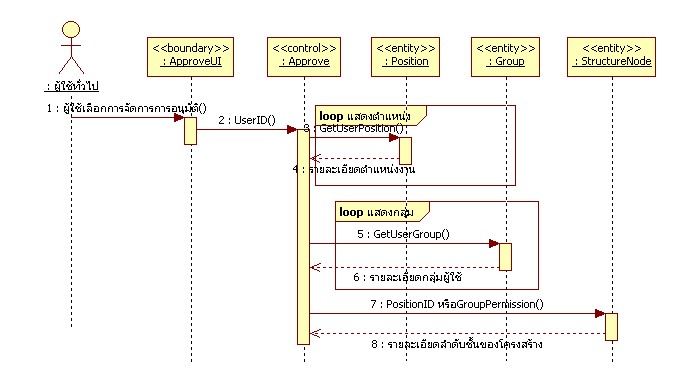 <<boundary>>
: ApproveUI
<<control>>
: Approve
<<entity>>
: Position
<<entity>>
: Group
<<entity>>
: StructureNode
: ผู้ใช้ทั่วไป
1 : ผู้ใช้เลือกการจัดการการอนุมัติ()
2 : UserID()
loop แสดงตำแหน่ง
3 : GetUserPosition()
4 : รายละเอียดตำแหน่งงาน
loop แสดงกลุ่ม
5 : GetUserGroup()
6 : รายละเอียดกลุ่มผู้ใช้
7 : PositionID หรือGroupPermission()
8 : รายละเอียดลำดับชั้นของโครงสร้าง